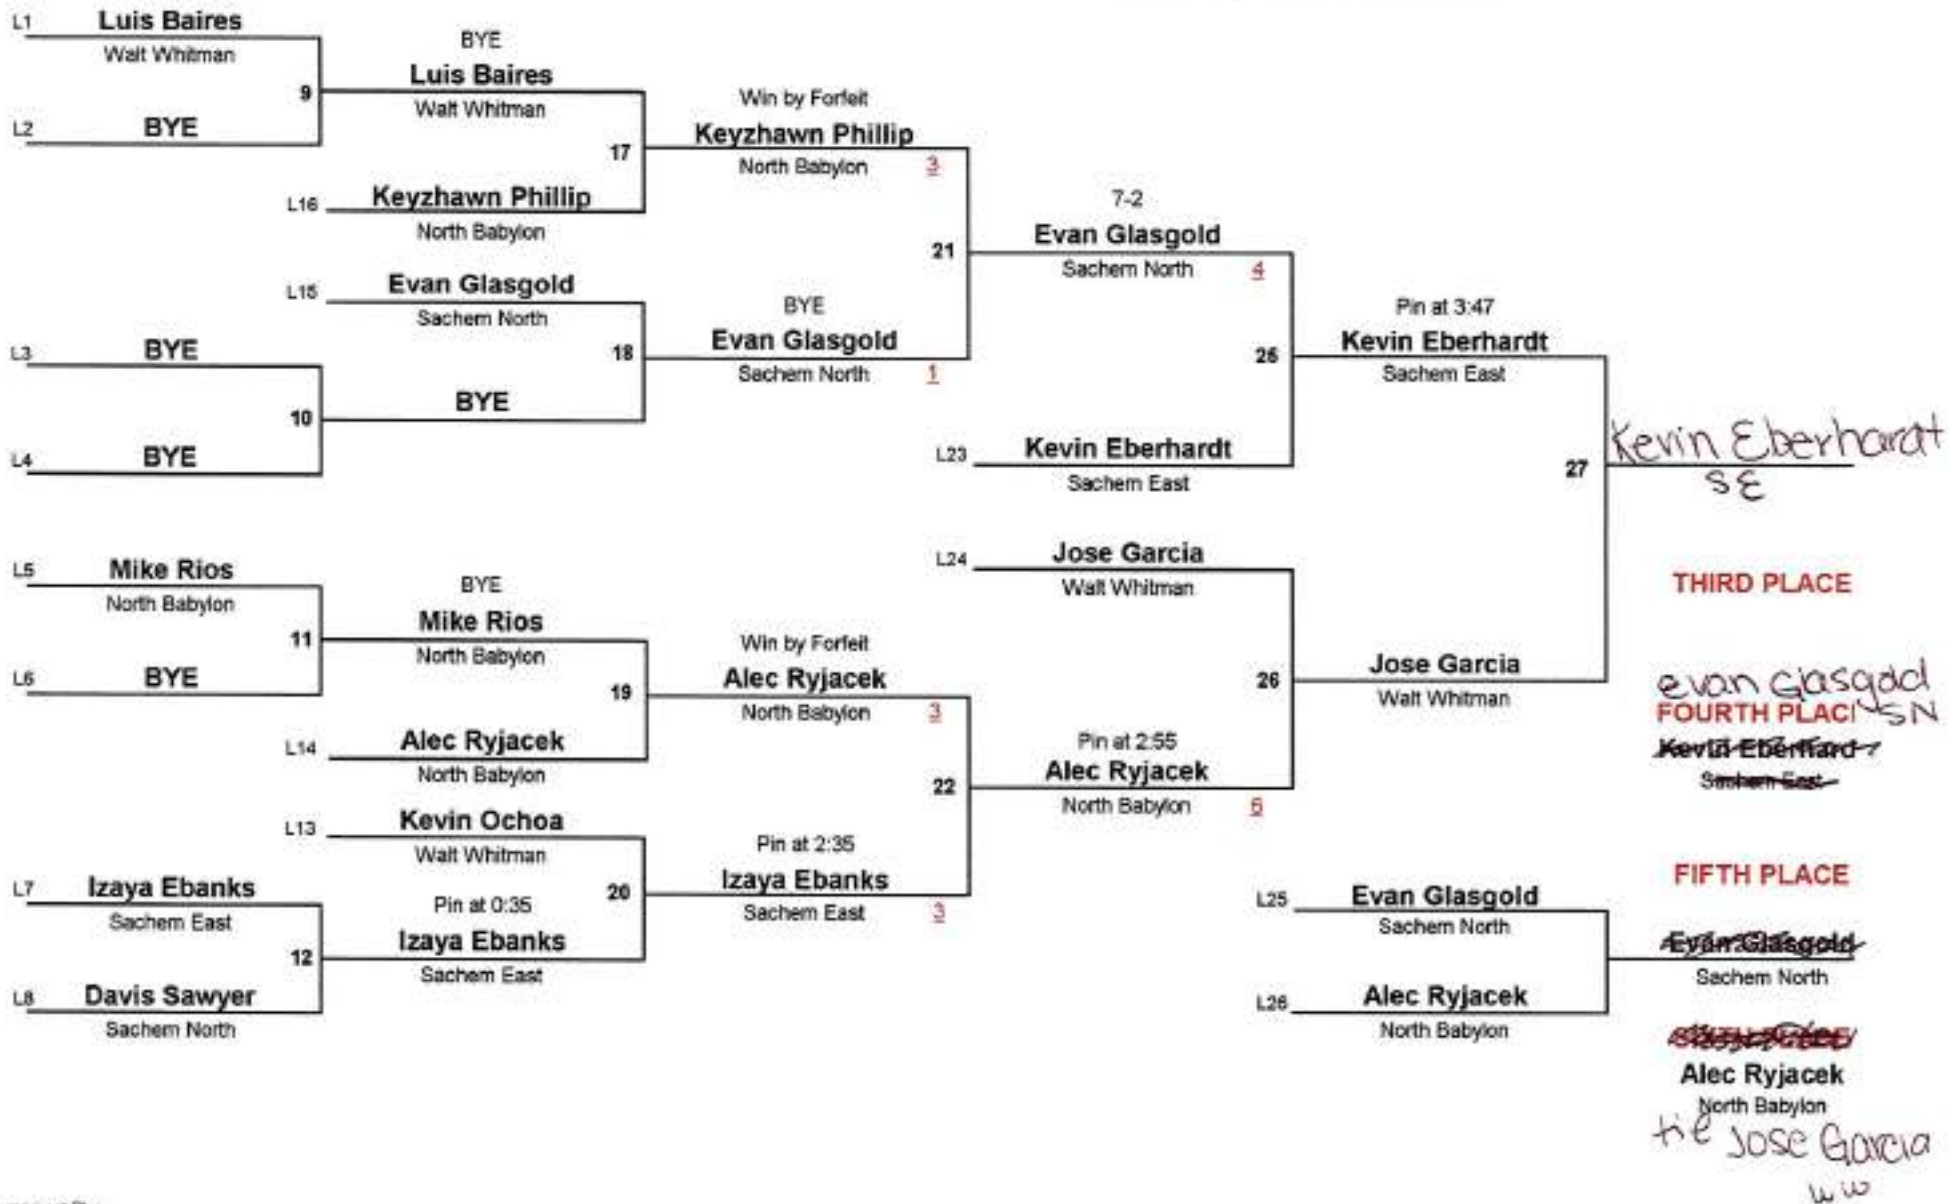 L1
Luis Baires
Walt Whitman
L2
BYE
9
BYE
Luis Baires
Walt Whitman
17
L16
Keyzhawn Phillip
North Babylon
Win by Forfeit
Keyzhawn Phillip
North Babylon
3
L15
Evan Glasgold
Sachem North
L3
BYE
10
L4
BYE
BYE
18
BYE
Evan Glasgold
Sachem North
1
21
7-2
Evan Glasgold
Sachem North
4
L23
Kevin Eberhardt
Sachem East
25
Pin at 3:47
Kevin Eberhardt
Sachem East
27
Kevin Eberhardt
SE
THIRD PLACE
L5
Mike Rios
North Babylon
L6
BYE
11
BYE
Mike Rios
North Babylon
19
L14
Alec Ryjacek
North Babylon
Win by Forfeit
Alec Ryjacek
North Babylon
3
L13
Kevin Ochoa
Walt Whitman
L7
Izaya Ebanks
Sachem East
12
L8
Davis Sawyer
Sachem North
Pin at 0:35
Izaya Ebanks
Sachem East
20
Pin at 2:35
Izaya Ebanks
Sachem East
3
22
Pin at 2:55
Alec Ryjacek
North Babylon
L24
Jose Garcia
Walt Whitman
26
Jose Garcia
Walt Whitman
evan Glasgold
SN
FOURTH PLAC
Kevin Eberhard
Sachem East
FIFTH PLACE
L25
Evan Glasgold
Sachem North
L26
Alec Ryjacek
North Babylon
Evan Glasgold
Sachem North
Alec Ryjacek
North Babylon
tie Jose Garcia
WW